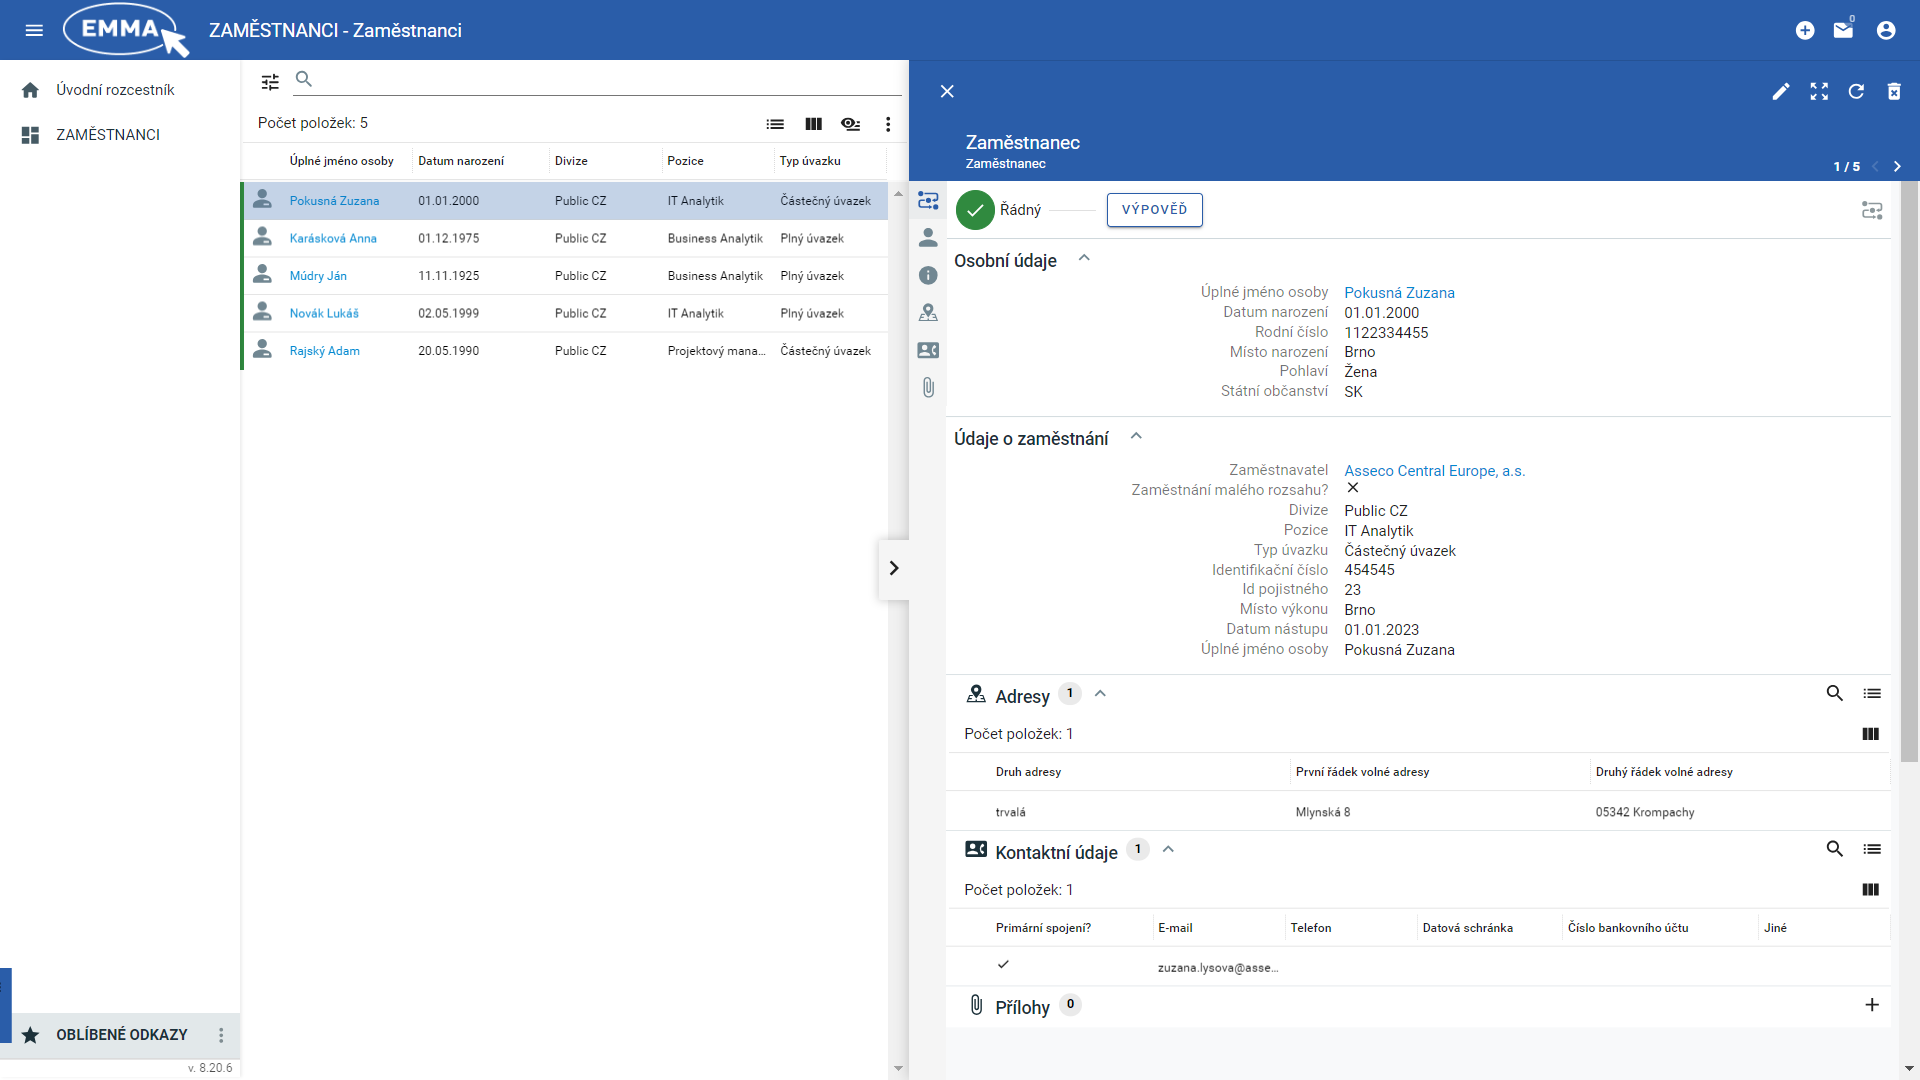 EMMA
ZAMĚSTNANCI - Zaměstnanci
0
Úvodní rozcestník
ZAMĚSTNANCI
OBLÍBENÉ ODKAZY
v. 8.20.6
Počet položek: 5
Úplné jméno osoby Datum narození Divize Pozice Typ úvazku
Pokusná Zuzana 01.01.2000 Public CZ IT Analytik Částečný úvazek
Karásková Anna 01.12.1975 Public CZ Business Analytik Plný úvazek
Múdry Ján 11.11.1925 Public CZ Business Analytik Plný úvazek
Novák Lukáš 02.05.1999 Public CZ IT Analytik Plný úvazek
Rajský Adam 20.05.1990 Public CZ Projektový mana... Částečný úvazek
Zaměstnanec
Zaměstnanec
1 / 5
Řádný VÝPOVĚĎ
Osobní údaje
Úplné jméno osoby Pokusná Zuzana
Datum narození 01.01.2000
Rodní číslo 1122334455
Místo narození Brno
Pohlaví Žena
Státní občanství SK
Údaje o zaměstnání
Zaměstnavatel Asseco Central Europe, a.s.
Zaměstnání malého rozsahu?
Divize Public CZ
Pozice IT Analytik
Typ úvazku Částečný úvazek
Identifikační číslo 454545
Id pojistného 23
Místo výkonu Brno
Datum nástupu 01.01.2023
Úplné jméno osoby Pokusná Zuzana
Adresy 1
Počet položek: 1
Druh adresy První řádek volné adresy Druhý řádek volné adresy
trvalá Mlynská 8 05342 Krompachy
Kontaktní údaje 1
Počet položek: 1
Primární spojení? E-mail Telefon Datová schránka Číslo bankovního účtu Jiné
zuzana.lysova@asse...
Přílohy 0